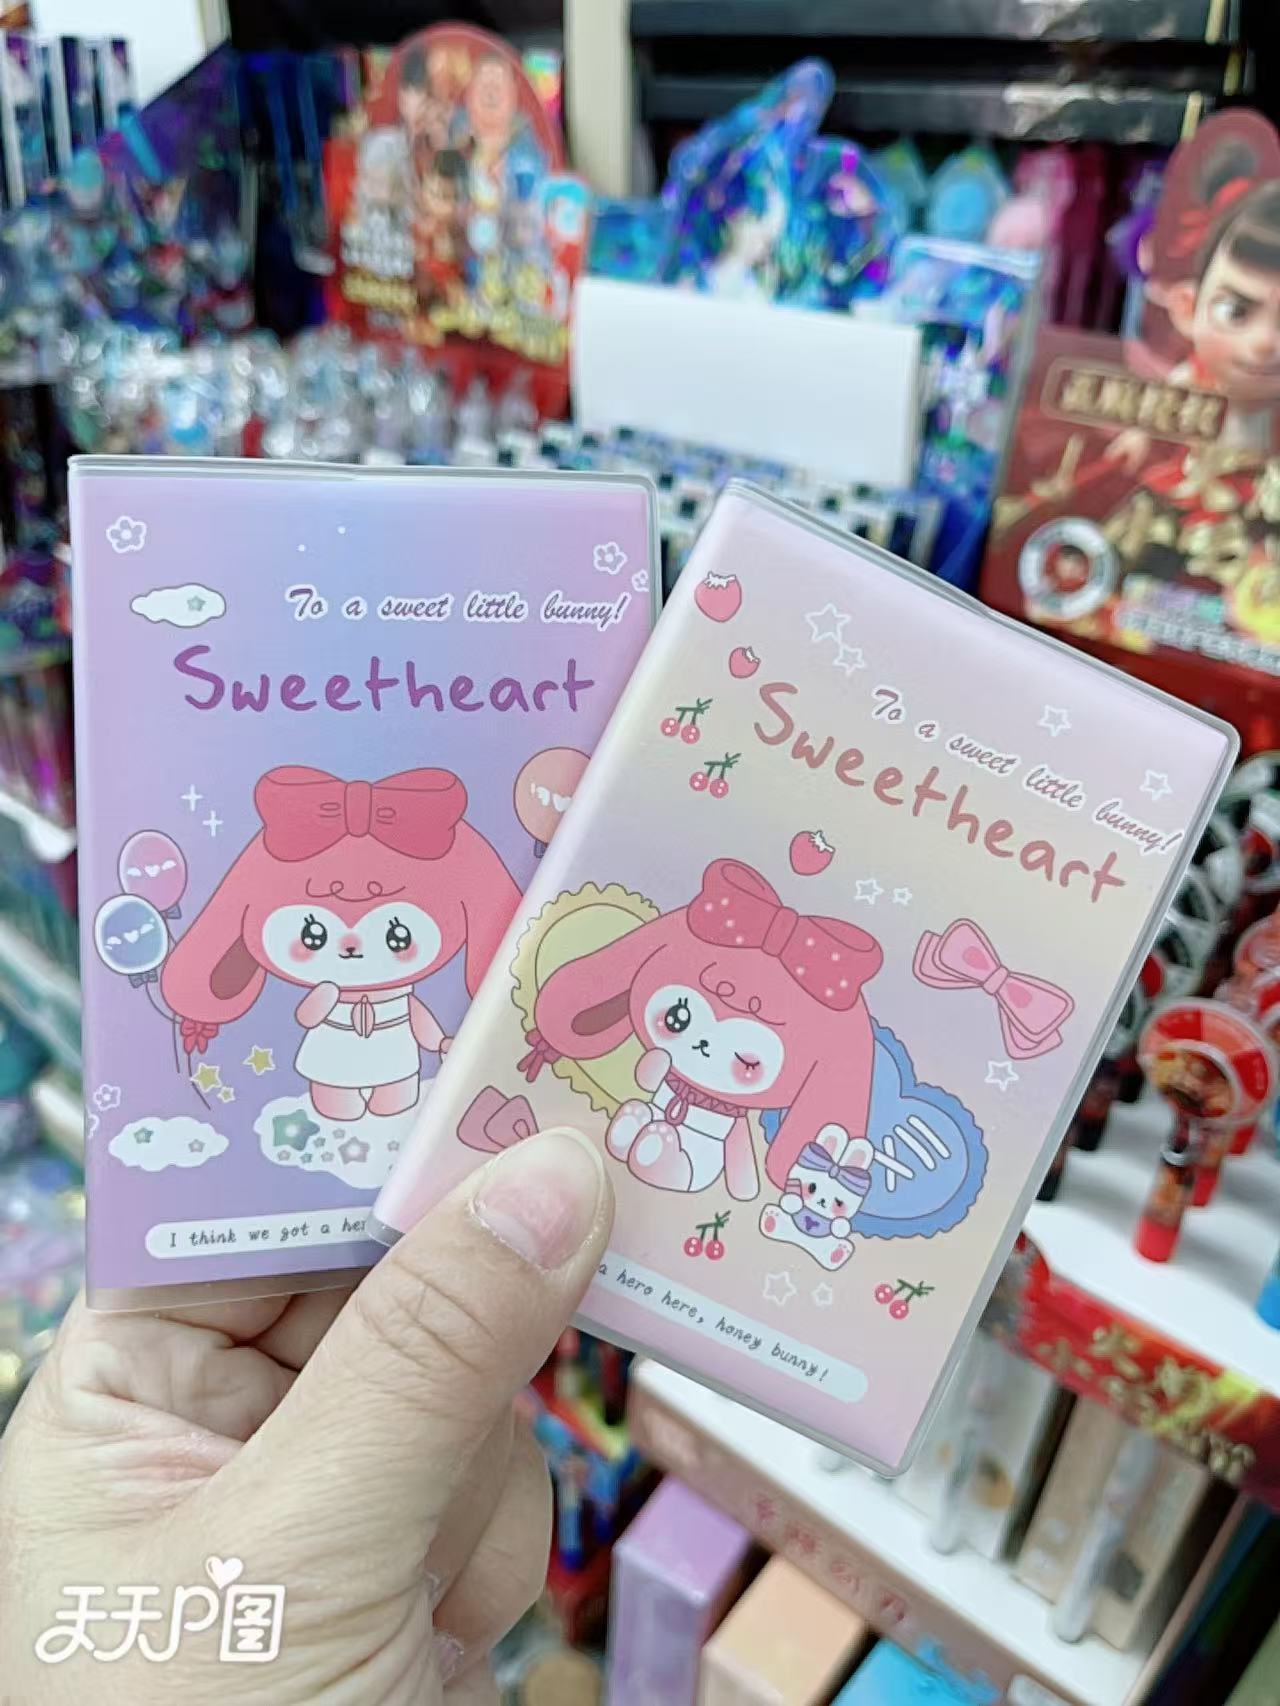 To a sweet little bunny!
Sweetheart
I think we got a her
To a sweet little bunny!
Sweetheart
XII
a hero here, honey bunny!
天天P图